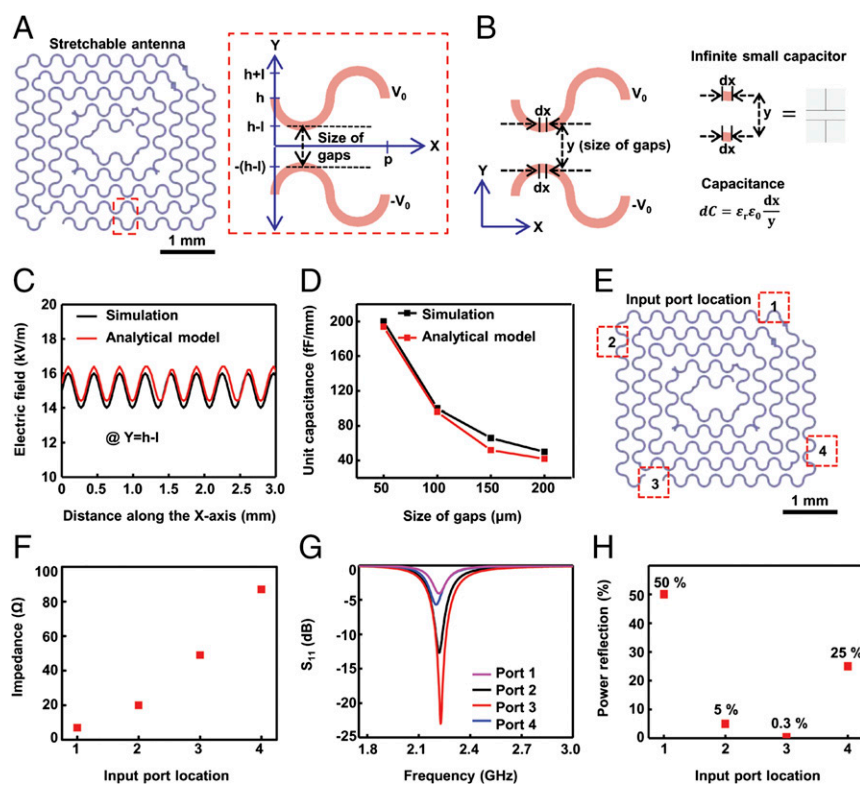 A
Stretchable antenna
1 mm
Y
h+l
h
h-l
-(h-l)
V0
Size of
gaps
X
p
-V0
B
dx
V0
y (size of gaps)
dx
-V0
Y
X
Infinite small capacitor
dx
y
=
Capacitance
dC = εrε0 dx/y
C
Electric field (kV/m)
20
18
16
14
12
10
Simulation
Analytical model
@ Y=h-l
0
0.5
1.0
1.5
2.0
2.5
3.0
Distance along the X-axis (mm)
D
Unit capacitance (fF/mm)
200
160
120
80
40
Simulation
Analytical model
50
100
150
200
Size of gaps (μm)
E
Input port location
1
2
3
4
1 mm
F
Impedance (Ω)
100
80
60
40
20
0
1
2
3
4
Input port location
G
S11 (dB)
0
-5
-10
-15
-20
-25
Port 1
Port 2
Port 3
Port 4
1.8
2.1
2.4
2.7
3.0
Frequency (GHz)
H
Power reflection (%)
50
40
30
20
10
0
50 %
5 %
0.3 %
25 %
1
2
3
4
Input port location